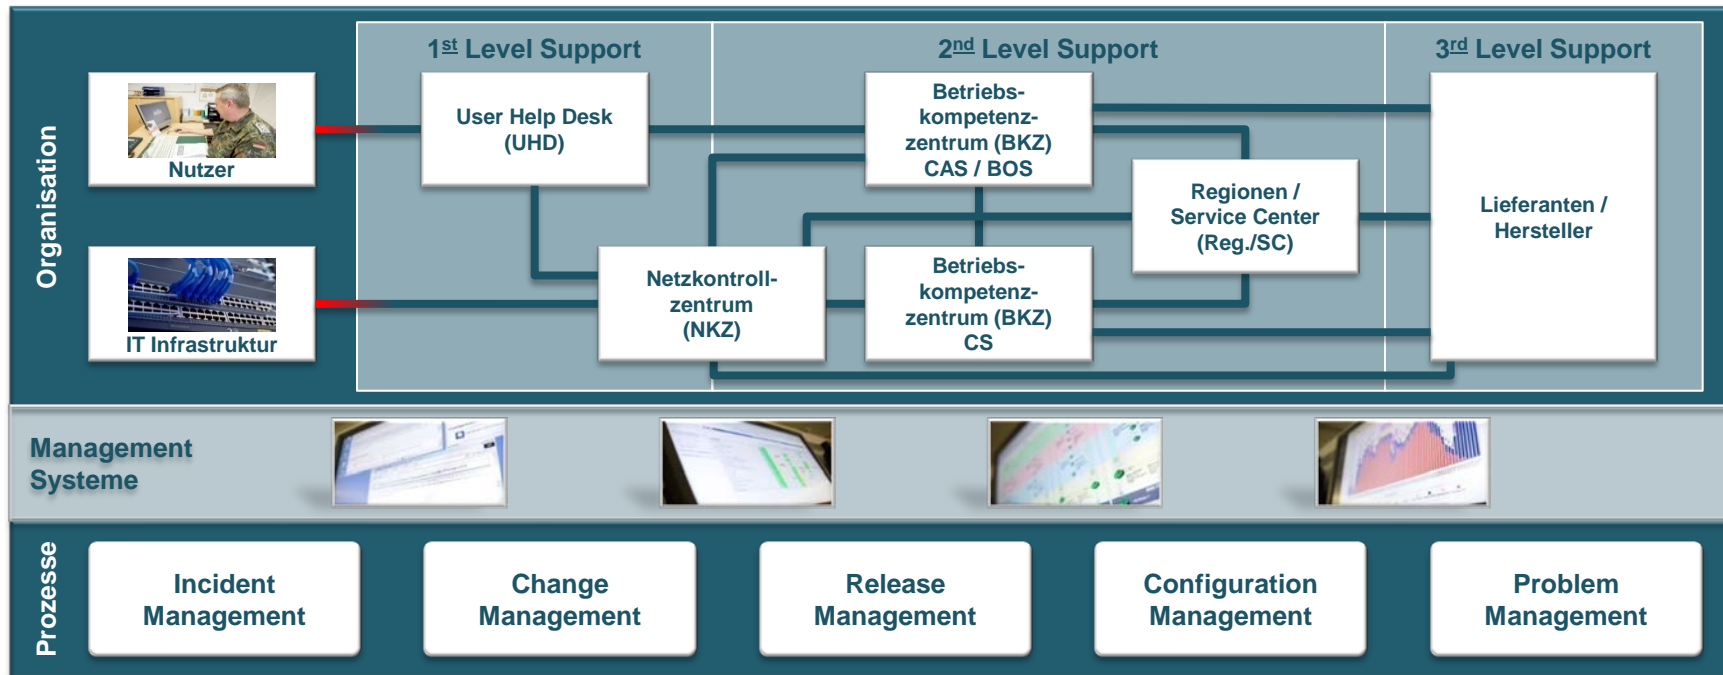 1st Level Support
2nd Level Support
3rd Level Support
Organisation
Nutzer
User Help Desk
(UHD)
Betriebs-
kompetenz-
zentrum (BKZ)
CAS / BOS
Regionen /
Service Center
(Reg./SC)
Lieferanten /
Hersteller
IT Infrastruktur
Netzkontroll-
zentrum
(NKZ)
Betriebs-
kompetenz-
zentrum (BKZ)
CS
Management
Systeme
Prozesse
Incident
Management
Change
Management
Release
Management
Configuration
Management
Problem
Management